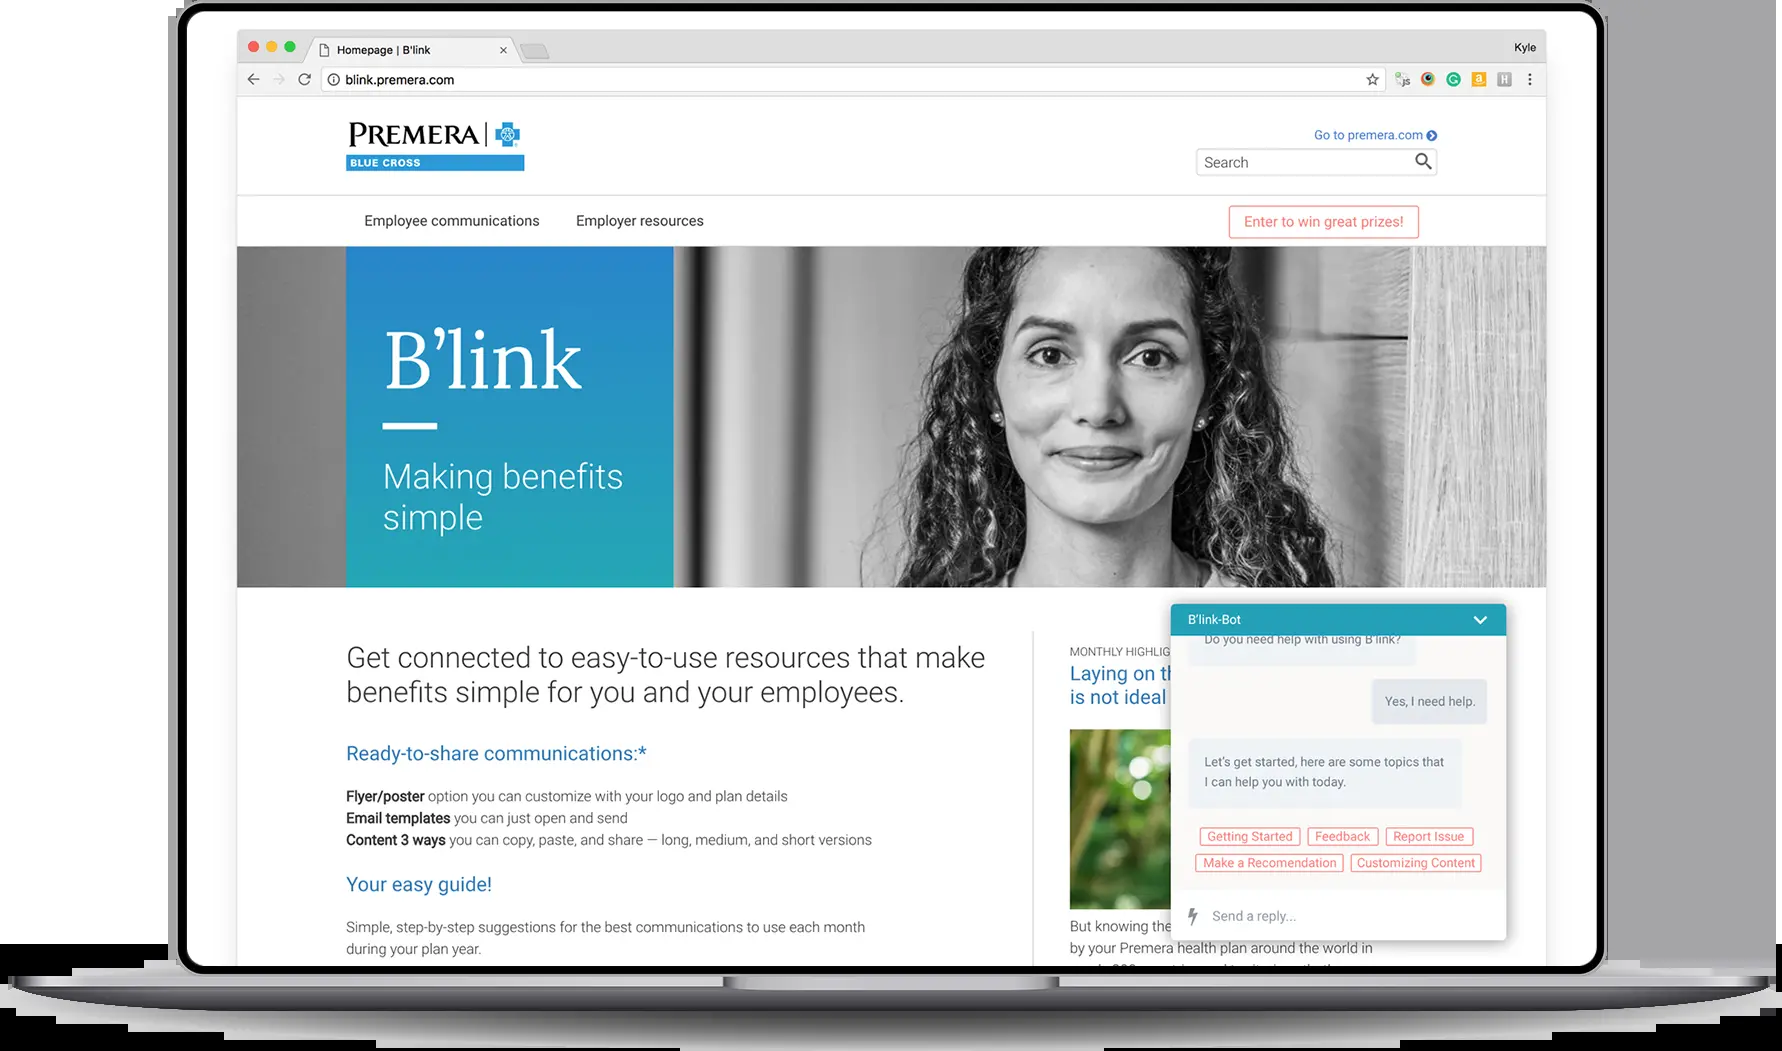 Homepage | B'link
Kyle
blink.premera.com
PREMERA
BLUE CROSS
Go to premera.com
Search
Employee communications
Employer resources
Enter to win great prizes!
B’link
Making benefits
simple
Get connected to easy-to-use resources that make
benefits simple for you and your employees.
Ready-to-share communications:*
Flyer/poster option you can customize with your logo and plan details
Email templates you can just open and send
Content 3 ways you can copy, paste, and share — long, medium, and short versions
Your easy guide!
Simple, step-by-step suggestions for the best communications to use each month
during your plan year.
MONTHLY
Laying on
is not ideal
But knowing the
by your Premera health plan around the world in
B’link-Bot
Do you need help with using B’link?
Yes, I need help.
Let’s get started, here are some topics that
I can help you with today.
Getting Started
Feedback
Report Issue
Make a Recomendation
Customizing Content
Send a reply...